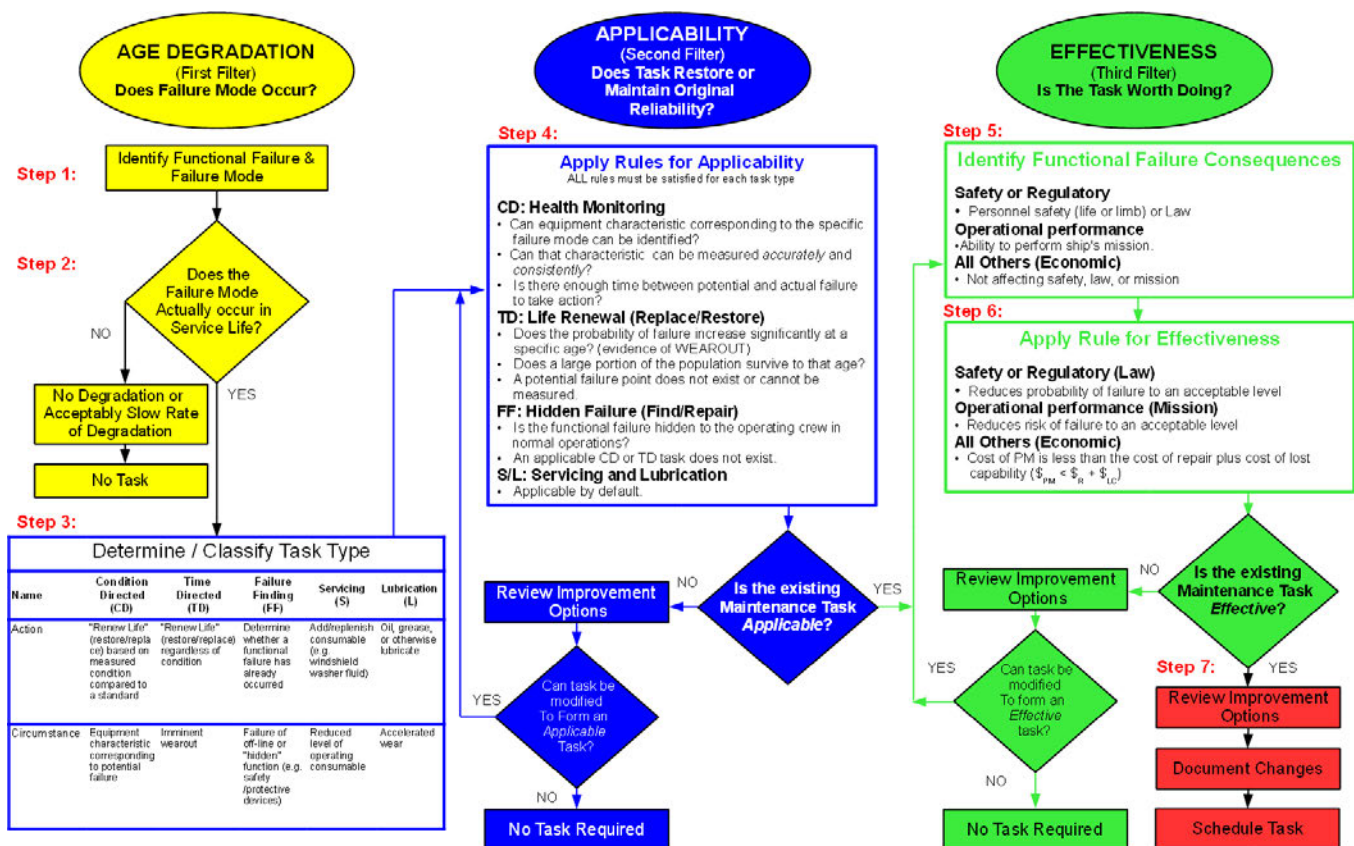 AGE DEGRADATION
(First Filter)
Does Failure Mode Occur?
Step 1:
Identify Functional Failure &
Failure Mode
Step 2:
Does the
Failure Mode
Actually occur in
Service Life?
NO
YES
No Degradation or
Acceptably Slow Rate
of Degradation
No Task
Step 3:
Determine / Classify Task Type
Name
Condition
Directed
(CD)
Time
Directed
(TD)
Failure
Finding
(FF)
Servicing
(S)
Lubrication
(L)
Action
"Renew Life"
(restore/repla
ce) based on
measured
condition
compared to
a standard
"Renew Life"
(restore/replace)
regardless of
condition
Determine
whether a
functional
failure has
already
occurred
Add/replenish
consumable
(e.g.
windshield
washer fluid)
Oil, grease,
or otherwise
lubricate
Circumstance
Equipment
characteristic
corresponding
to potential
failure
Imminent
wearout
Failure of
off-line or
"hidden"
function (e.g.
safety
/protective
devices)
Reduced
level of
operating
consumable
Accelerated
wear
APPLICABILITY
(Second Filter)
Does Task Restore or
Maintain Original
Reliability?
Step 4:
Apply Rules for Applicability
ALL rules must be satisfied for each task type
CD: Health Monitoring
• Can equipment characteristic corresponding to the specific
failure mode can be identified?
• Can that characteristic can be measured accurately and
consistently?
• Is there enough time between potential and actual failure
to take action?
TD: Life Renewal (Replace/Restore)
• Does the probability of failure increase significantly at a
specific age? (evidence of WEAROUT)
• Does a large portion of the population survive to that age?
• A potential failure point does not exist or cannot be
measured.
FF: Hidden Failure (Find/Repair)
• Is the functional failure hidden to the operating crew in
normal operations?
• An applicable CD or TD task does not exist.
S/L: Servicing and Lubrication
• Applicable by default.
Is the existing
Maintenance Task
Applicable?
NO
YES
Review Improvement
Options
Can task be
modified
To Form an
Applicable
Task?
YES
NO
No Task Required
EFFECTIVENESS
(Third Filter)
Is The Task Worth Doing?
Step 5:
Identify Functional Failure Consequences
Safety or Regulatory
• Personnel safety (life or limb) or Law
Operational performance
•Ability to perform ship's mission.
All Others (Economic)
• Not affecting safety, law, or mission
Step 6:
Apply Rule for Effectiveness
Safety or Regulatory (Law)
• Reduces probability of failure to an acceptable level
Operational performance (Mission)
• Reduces risk of failure to an acceptable level
All Others (Economic)
• Cost of PM is less than the cost of repair plus cost of lost
capability ($PM < $R + $LC)
Is the existing
Maintenance Task
Effective?
NO
YES
Review Improvement
Options
Can task be
modified
To form an
Effective
task?
YES
NO
No Task Required
Step 7:
Review Improvement
Options
Document Changes
Schedule Task